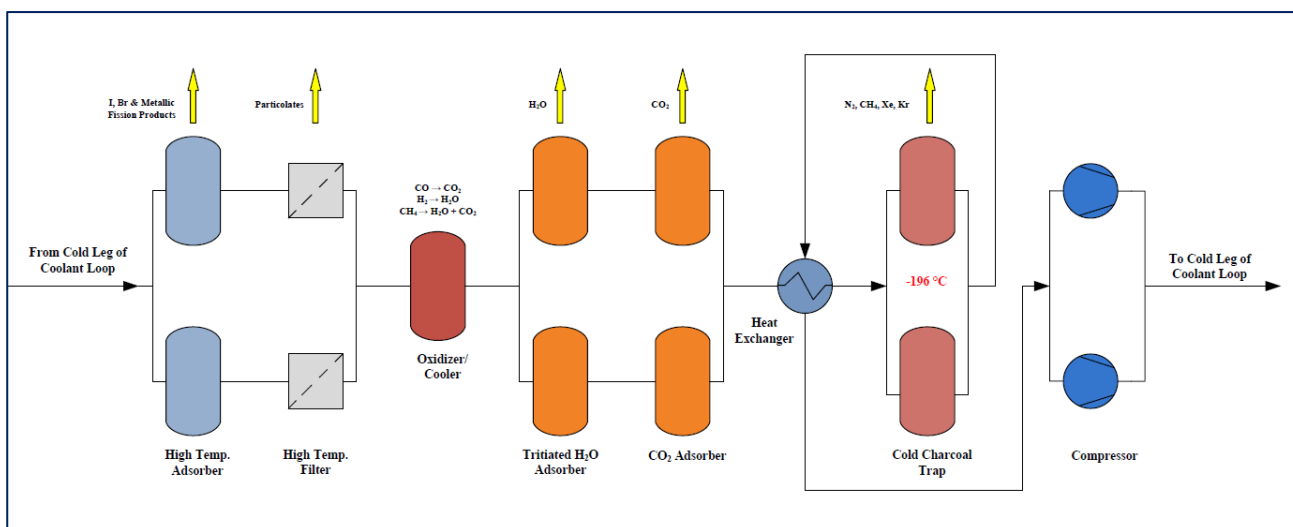 I, Br & Metallic
Fission Products
Particolates
H₂O
CO₂
N₂, CH₄, Xe, Kr
CO → CO₂
H₂ → H₂O
CH₄ → H₂O + CO₂
From Cold Leg of
Coolant Loop
To Cold Leg of
Coolant Loop
-196 °C
Heat
Exchanger
Oxidizer/
Cooler
High Temp.
Adsorber
High Temp.
Filter
Tritiated H₂O
Adsorber
CO₂ Adsorber
Cold Charcoal
Trap
Compressor